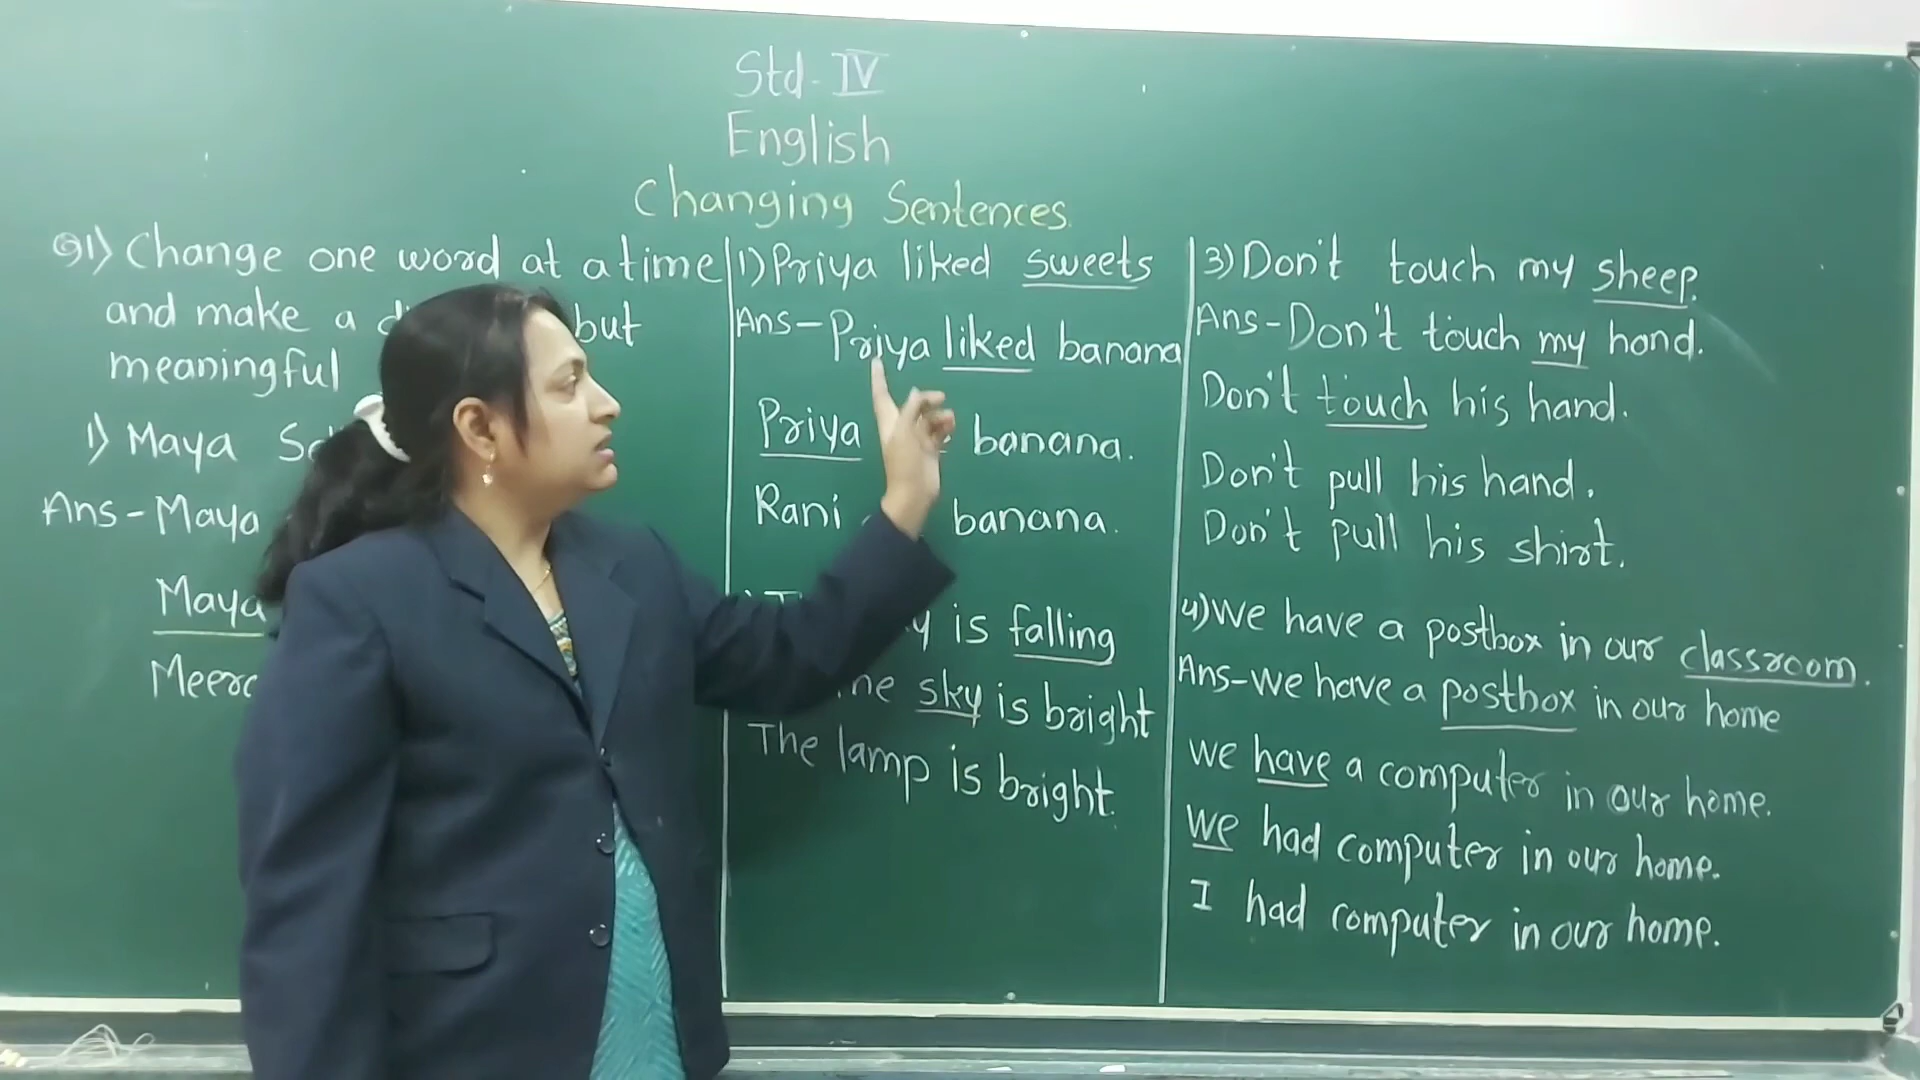 Std-IV
English
Changing Sentences
Q1) Change one word at a time
and make a but
meaningful
1) Maya
Ans-Maya
Maya
1) Priya liked sweets
Ans-Priya liked banana
Priya banana.
Rani banana.
is falling
sky is bright
The lamp is bright.
3) Don't touch my sheep.
Ans-Don't touch my hand.
Don't touch his hand.
Don't pull his hand.
Don't pull his shirt.
4) We have a postbox in our classroom.
Ans-We have a postbox in our home
we have a computer in our home.
we had computer in our home.
I had computer in our home.